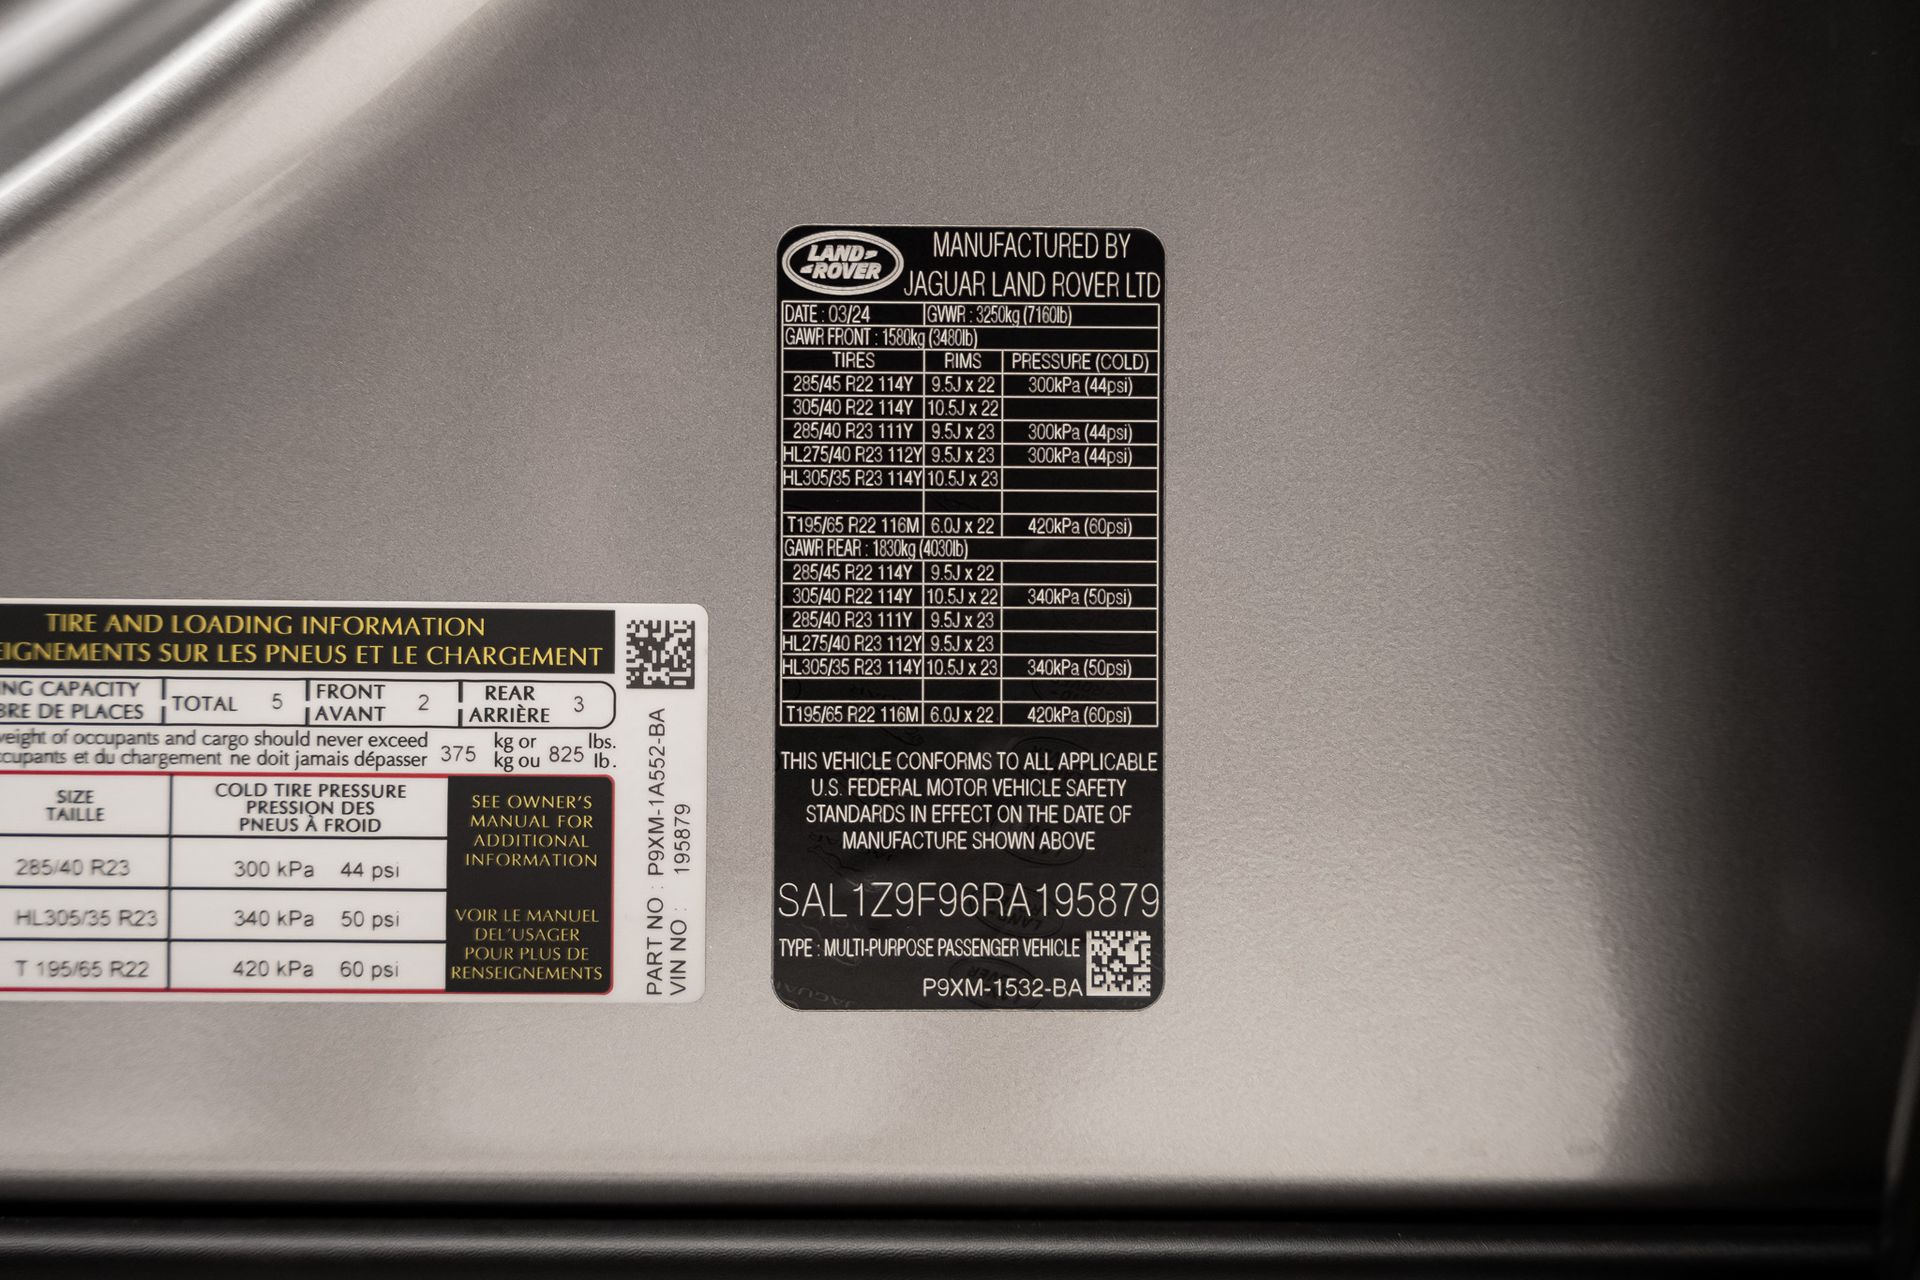 TIRE AND LOADING INFORMATION
SUR LES PNEUS ET LE CHARGEMENT
CAPACITY TOTAL 5 FRONT 2 REAR 3
DE PLACES AVANT ARRIÈRE
of occupants and cargo should never exceed 375 kg or 825 lbs.
et du chargement ne doit jamais dépasser kg ou lb.
SIZE
TAILLE
COLD TIRE PRESSURE
PRESSION DES
PNEUS À FROID
285/40 R23 300 kPa 44 psi
HL305/35 R23 340 kPa 50 psi
T 195/65 R22 420 kPa 60 psi
SEE OWNER'S
MANUAL FOR
ADDITIONAL
INFORMATION
VOIR LE MANUEL
DEL'USAGER
POUR PLUS DE
RENSEIGNEMENTS
PART NO : P9XM-1A5552-BA
VIN NO : 195879
LAND
ROVER
MANUFACTURED BY
JAGUAR LAND ROVER LTD
DATE : 03/24 GVWR : 3250kg (7160lb)
GAWR FRONT : 1580kg (3480lb)
TIRES RIMS PRESSURE (COLD)
285/45 R22 114Y 9.5J x 22 300kPa (44psi)
305/40 R22 114Y 10.5J x 22
285/40 R23 111Y 9.5J x 23 300kPa (44psi)
HL275/40 R23 112Y 9.5J x 23 300kPa (44psi)
HL305/35 R23 114Y 10.5J x 23
T195/65 R22 116M 6.0J x 22 420kPa (60psi)
GAWR REAR : 1830kg (4030lb)
285/45 R22 114Y 9.5J x 22
305/40 R22 114Y 10.5J x 22 340kPa (50psi)
285/40 R23 111Y 9.5J x 23
HL275/40 R23 112Y 9.5J x 23
HL305/35 R23 114Y 10.5J x 23 340kPa (50psi)
T195/65 R22 116M 6.0J x 22 420kPa (60psi)
THIS VEHICLE CONFORMS TO ALL APPLICABLE
U.S. FEDERAL MOTOR VEHICLE SAFETY
STANDARDS IN EFFECT ON THE DATE OF
MANUFACTURE SHOWN ABOVE
SAL1Z9F96RA195879
TYPE : MULTI-PURPOSE PASSENGER VEHICLE
P9XM-1532-BA